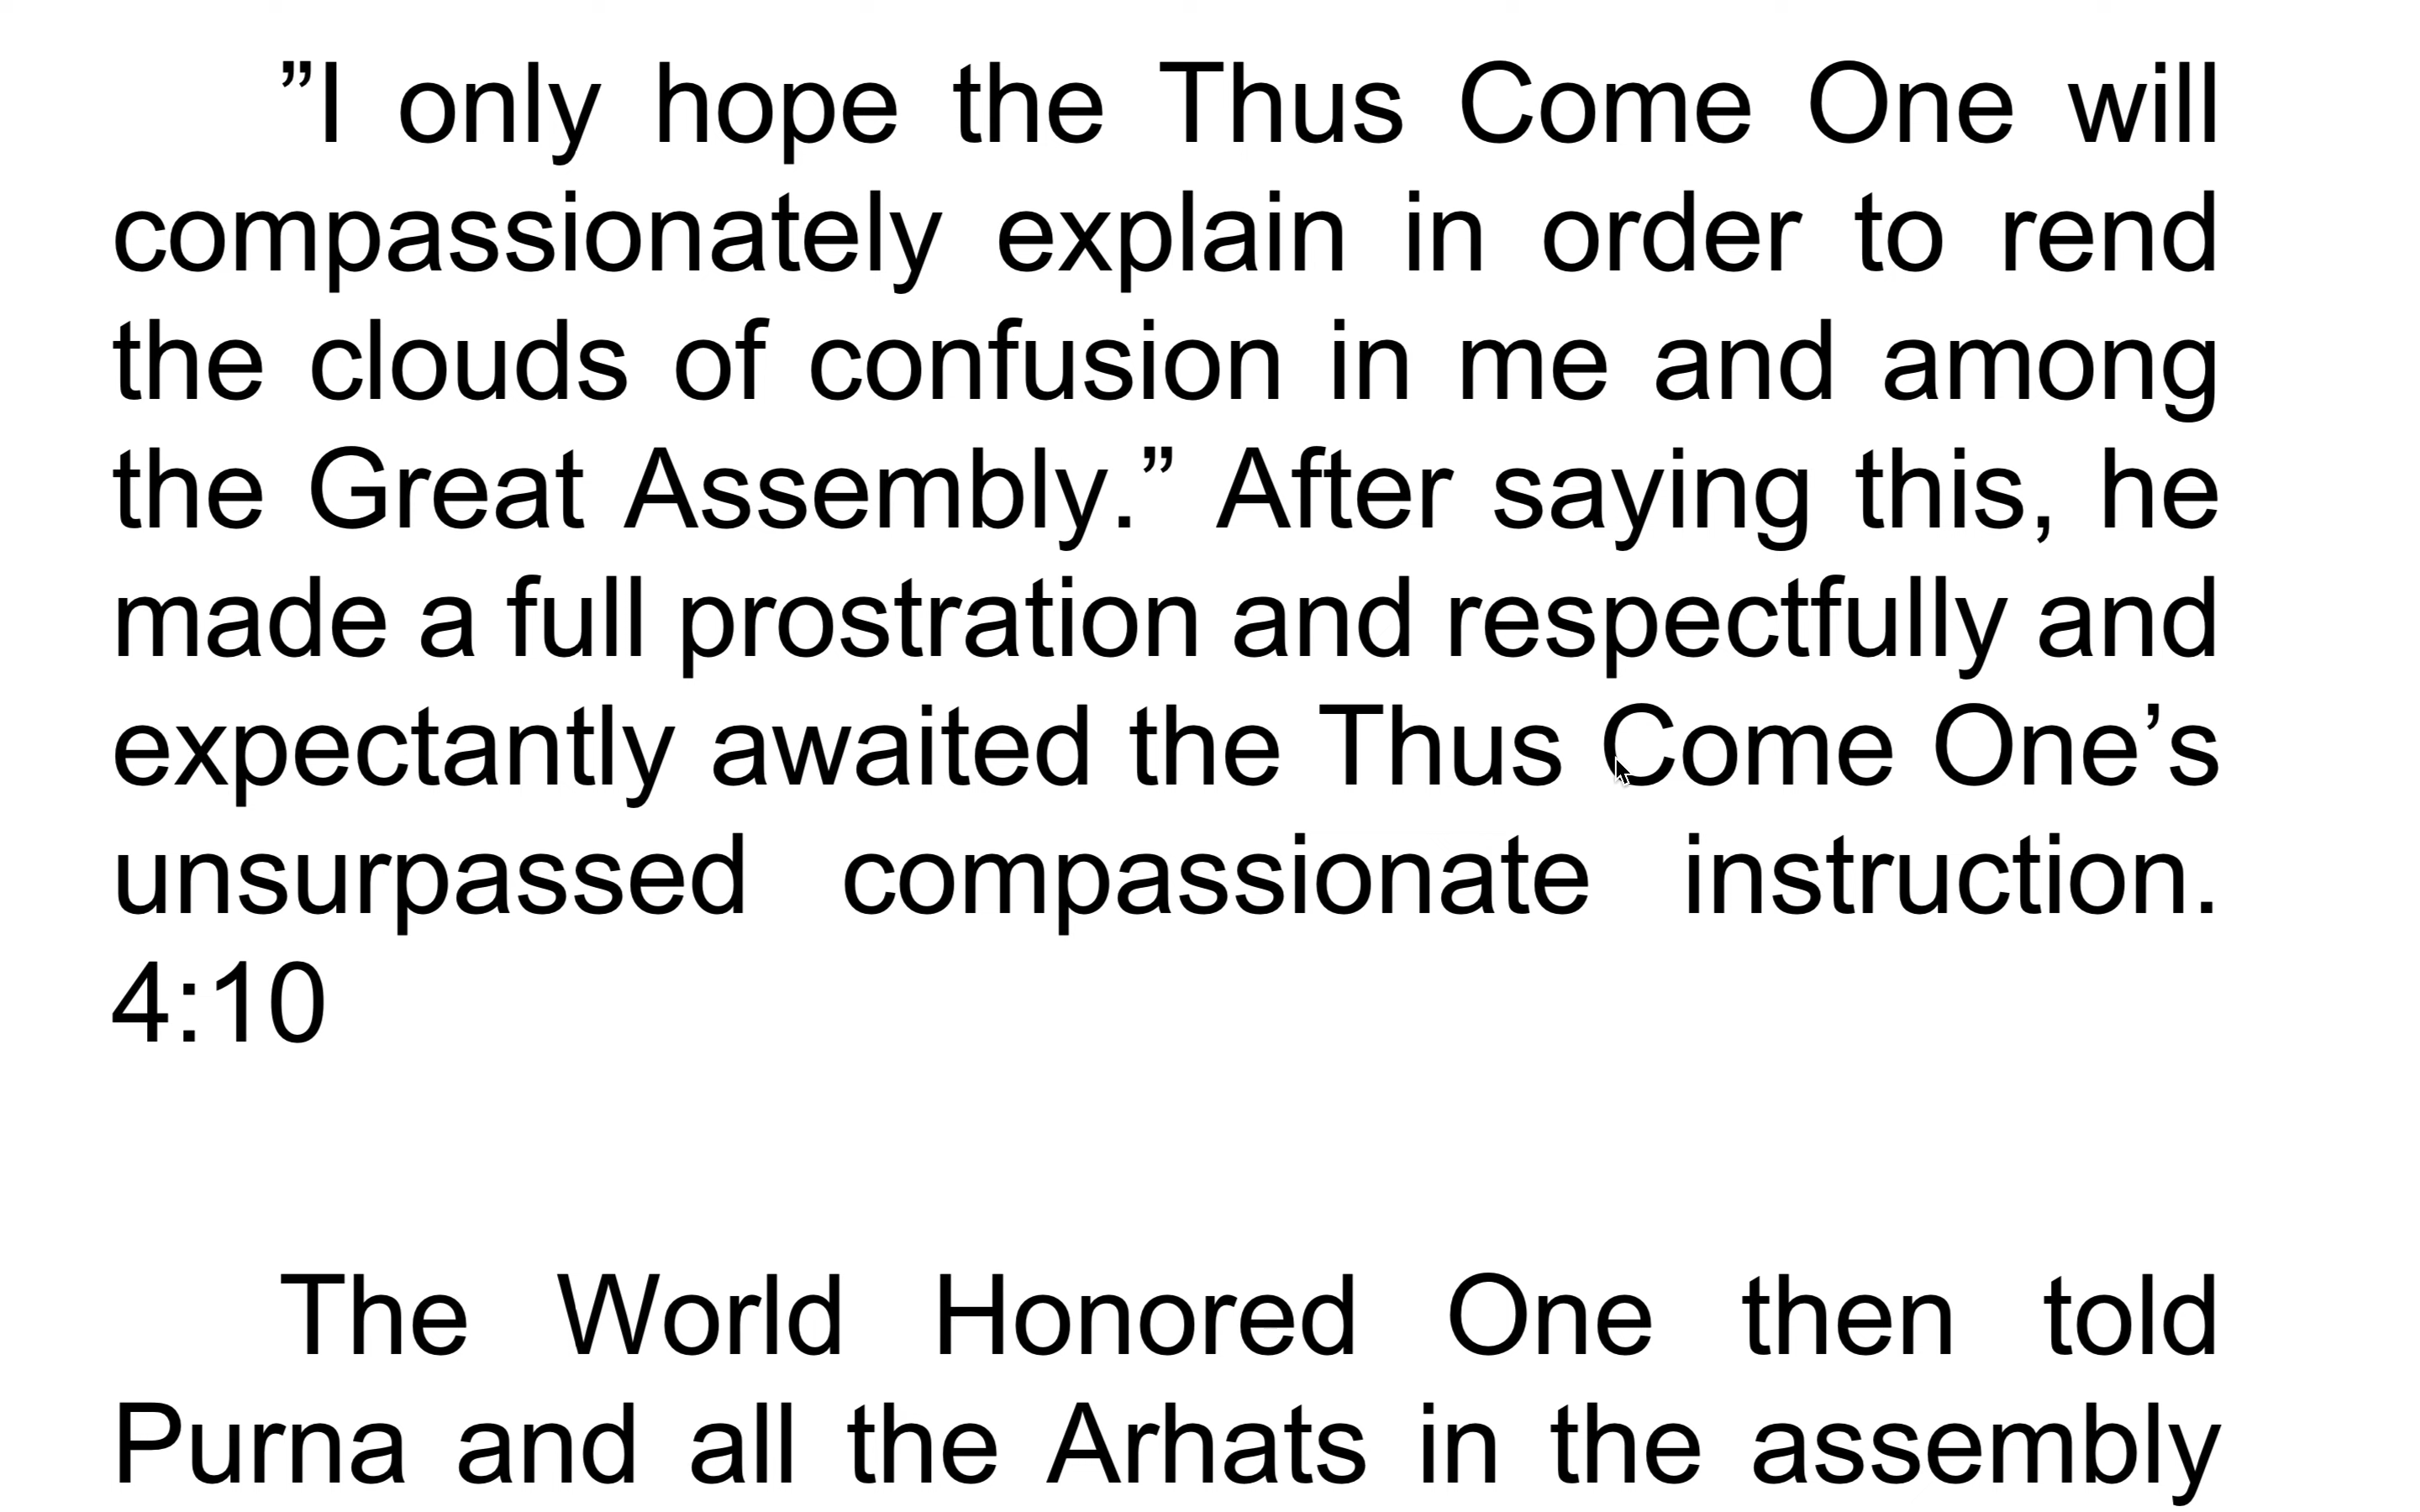 ”I only hope the Thus Come One will
compassionately explain in order to rend
the clouds of confusion in me and among
the Great Assembly.” After saying this, he
made a full prostration and respectfully and
expectantly awaited the Thus Come One’s
unsurpassed compassionate instruction.
4:10
The World Honored One then told
Purna and all the Arhats in the assembly